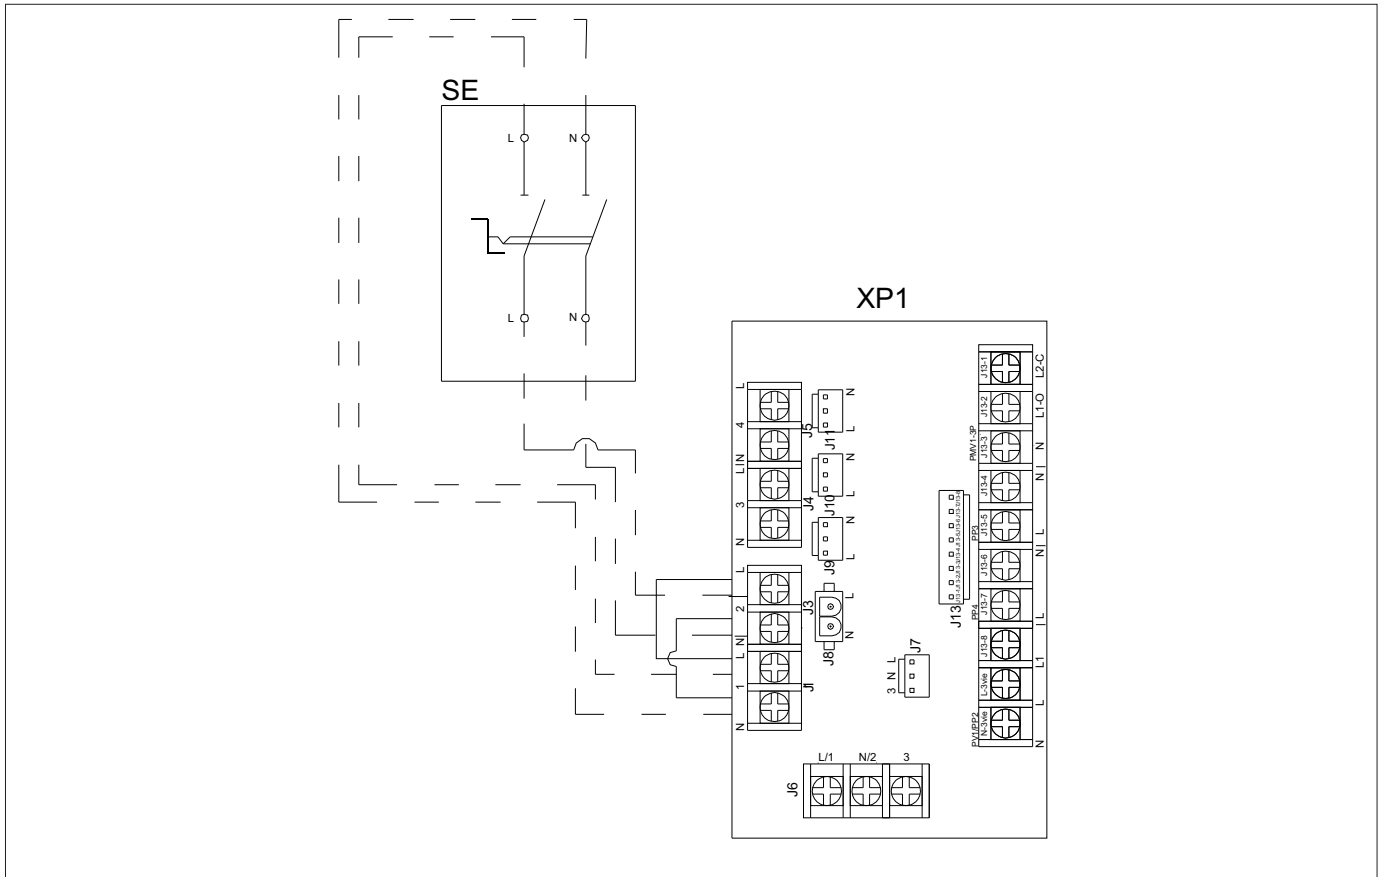 SE
L
N
L
N
XP1
L
4
N
L
3
N
J5
J4
N
L
J11
N
L
J10
N
L
J9
L
2
N
L
1
N
J3
J1
L
N
J8
L/1
N/2
3
J6
3 N L
J7
J13
J13-1
J13-2
J13-3
J13-4
J13-5
J13-6
J13-7
J13-8
L-3vie
N-3vie
PMV1-3P
PP3
PP4
PV1/PP2
L2-C
L1-O
N
N
L
N
L
L1
L
N